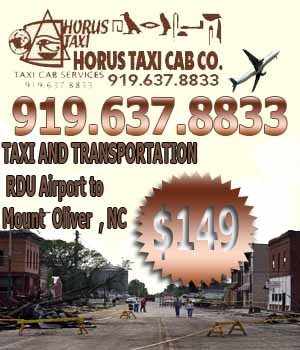 HORUS
TAXI
TAXI CAB SERVICES
919.637.8833
HORUS TAXI CAB CO.
919.637.8833
919.637.8833
TAXI AND TRANSPORTATION
RDU Airport to
Mount Oliver , NC
$149